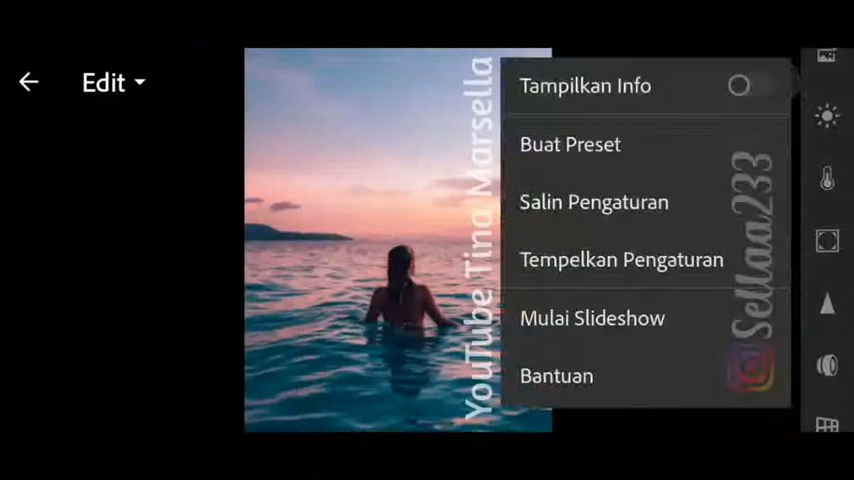 Edit
YouTube Tina Marsella
Tampilkan Info
Buat Preset
Salin Pengaturan
Tempelkan Pengaturan
Mulai Slideshow
Bantuan
Sellaa233